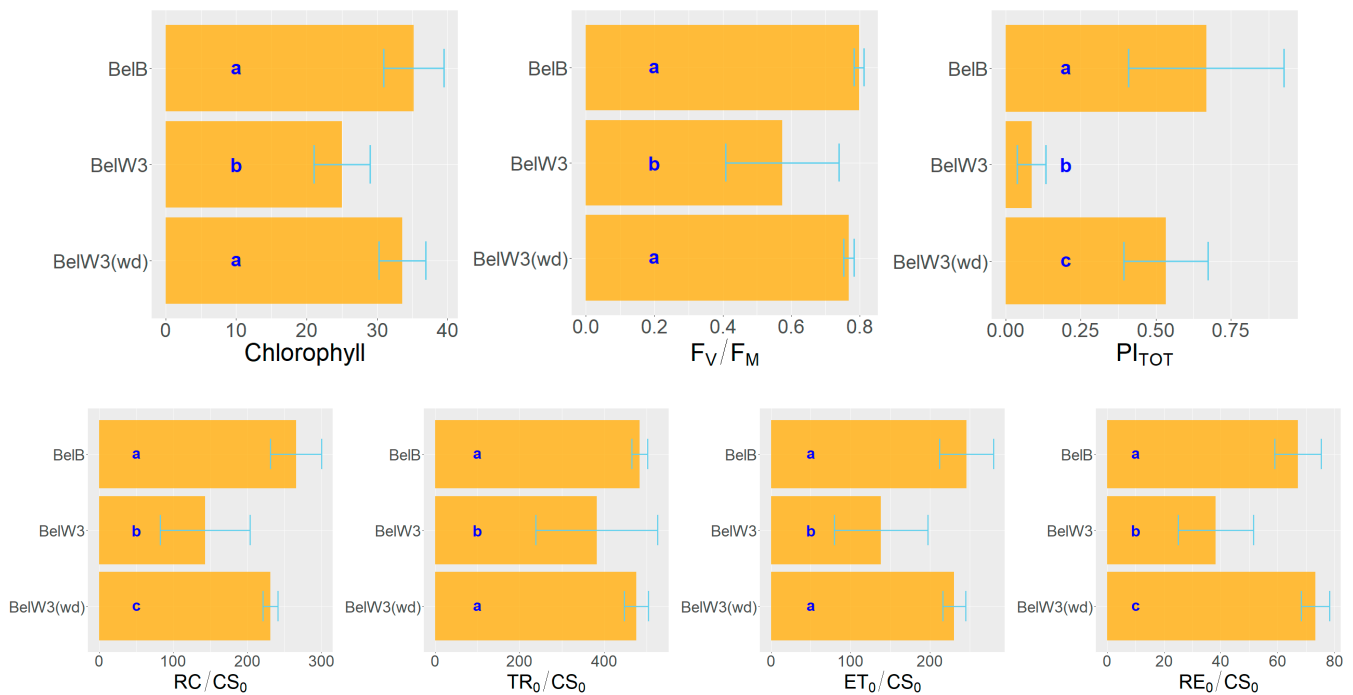 BelB
a
BelW3
b
BelW3(wd)
a
0 10 20 30 40
Chlorophyll
BelB
a
BelW3
b
BelW3(wd)
a
0.0 0.2 0.4 0.6 0.8
F_V/F_M
BelB
a
BelW3
b
BelW3(wd)
c
0.00 0.25 0.50 0.75
PI_TOT
BelB
a
BelW3
b
BelW3(wd)
c
0 100 200 300
RC/CS₀
BelB
a
BelW3
b
BelW3(wd)
a
0 200 400
TR₀/CS₀
BelB
a
BelW3
b
BelW3(wd)
a
0 100 200
ET₀/CS₀
BelB
a
BelW3
b
BelW3(wd)
c
0 20 40 60 80
RE₀/CS₀